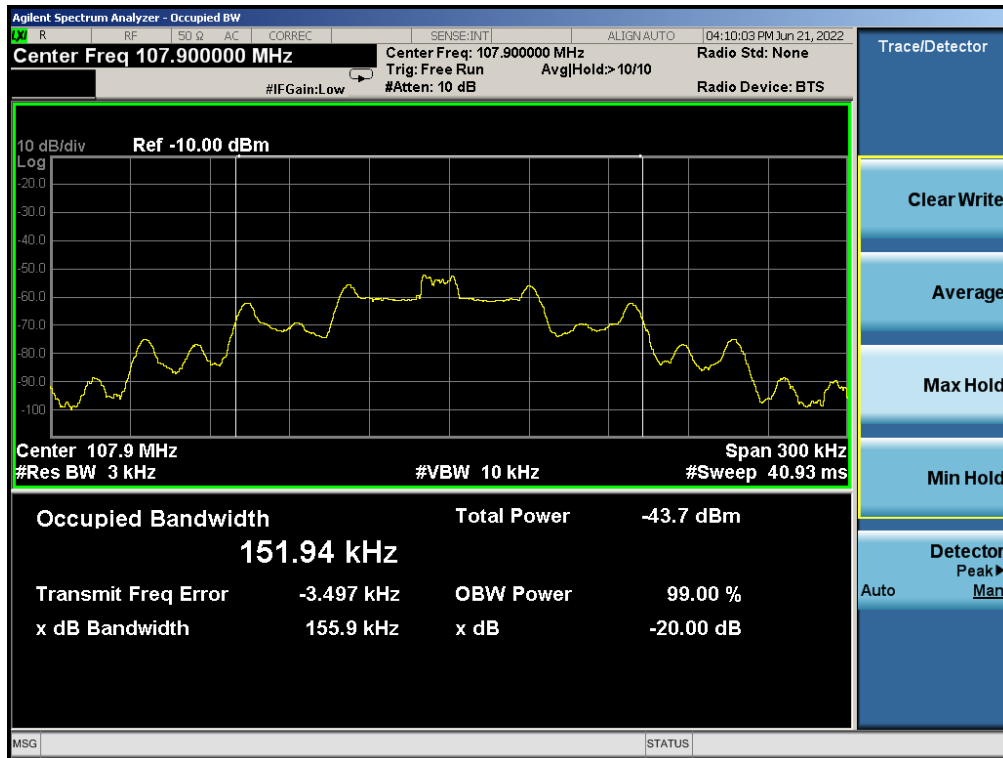 Agilent Spectrum Analyzer - Occupied BW
LXI R RF 50 Ω AC CORREC SENSE:INT ALIGN AUTO 04:10:03 PM Jun 21, 2022
Center Freq 107.900000 MHz
Center Freq: 107.900000 MHz
Radio Std: None
Trig: Free Run Avg|Hold:> 10/10
#IFGain:Low
#Atten: 10 dB
Radio Device: BTS
10 dB/div Ref -10.00 dBm
Log
-20.0
-30.0
-40.0
-50.0
-60.0
-70.0
-80.0
-90.0
-100
Center 107.9 MHz Span 300 kHz
#Res BW 3 kHz #VBW 10 kHz #Sweep 40.93 ms
Occupied Bandwidth Total Power -43.7 dBm
151.94 kHz
Transmit Freq Error -3.497 kHz OBW Power 99.00 %
x dB Bandwidth 155.9 kHz x dB -20.00 dB
MSG STATUS
Trace/Detector
Clear Write
Average
Max Hold
Min Hold
Detector
Peak▶
Auto Man